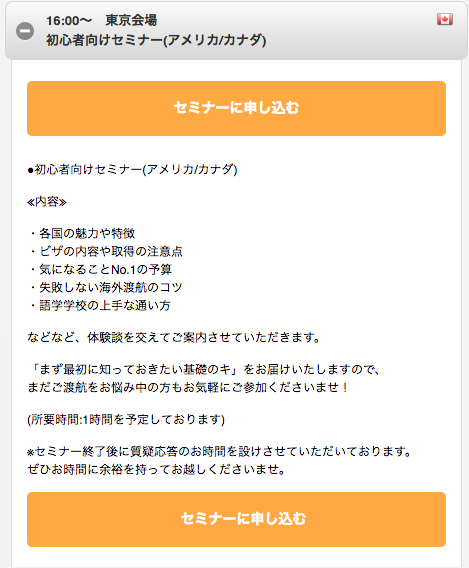 16:00〜　東京会場
初心者向けセミナー(アメリカ/カナダ)
セミナーに申し込む
●初心者向けセミナー(アメリカ/カナダ)
≪内容≫
・各国の魅力や特徴
・ビザの内容や取得の注意点
・気になることNo.1の予算
・失敗しない海外渡航のコツ
・語学学校の上手な通い方
などなど、体験談を交えてご案内させていただきます。
「まず最初に知っておきたい基礎のキ」をお届けいたしますので、
まだご渡航をお悩み中の方もお気軽にご参加くださいませ！
(所要時間:1時間を予定しております)
※セミナー終了後に質疑応答のお時間を設けさせていただいております。
ぜひお時間に余裕を持ってお越しくださいませ。
セミナーに申し込む